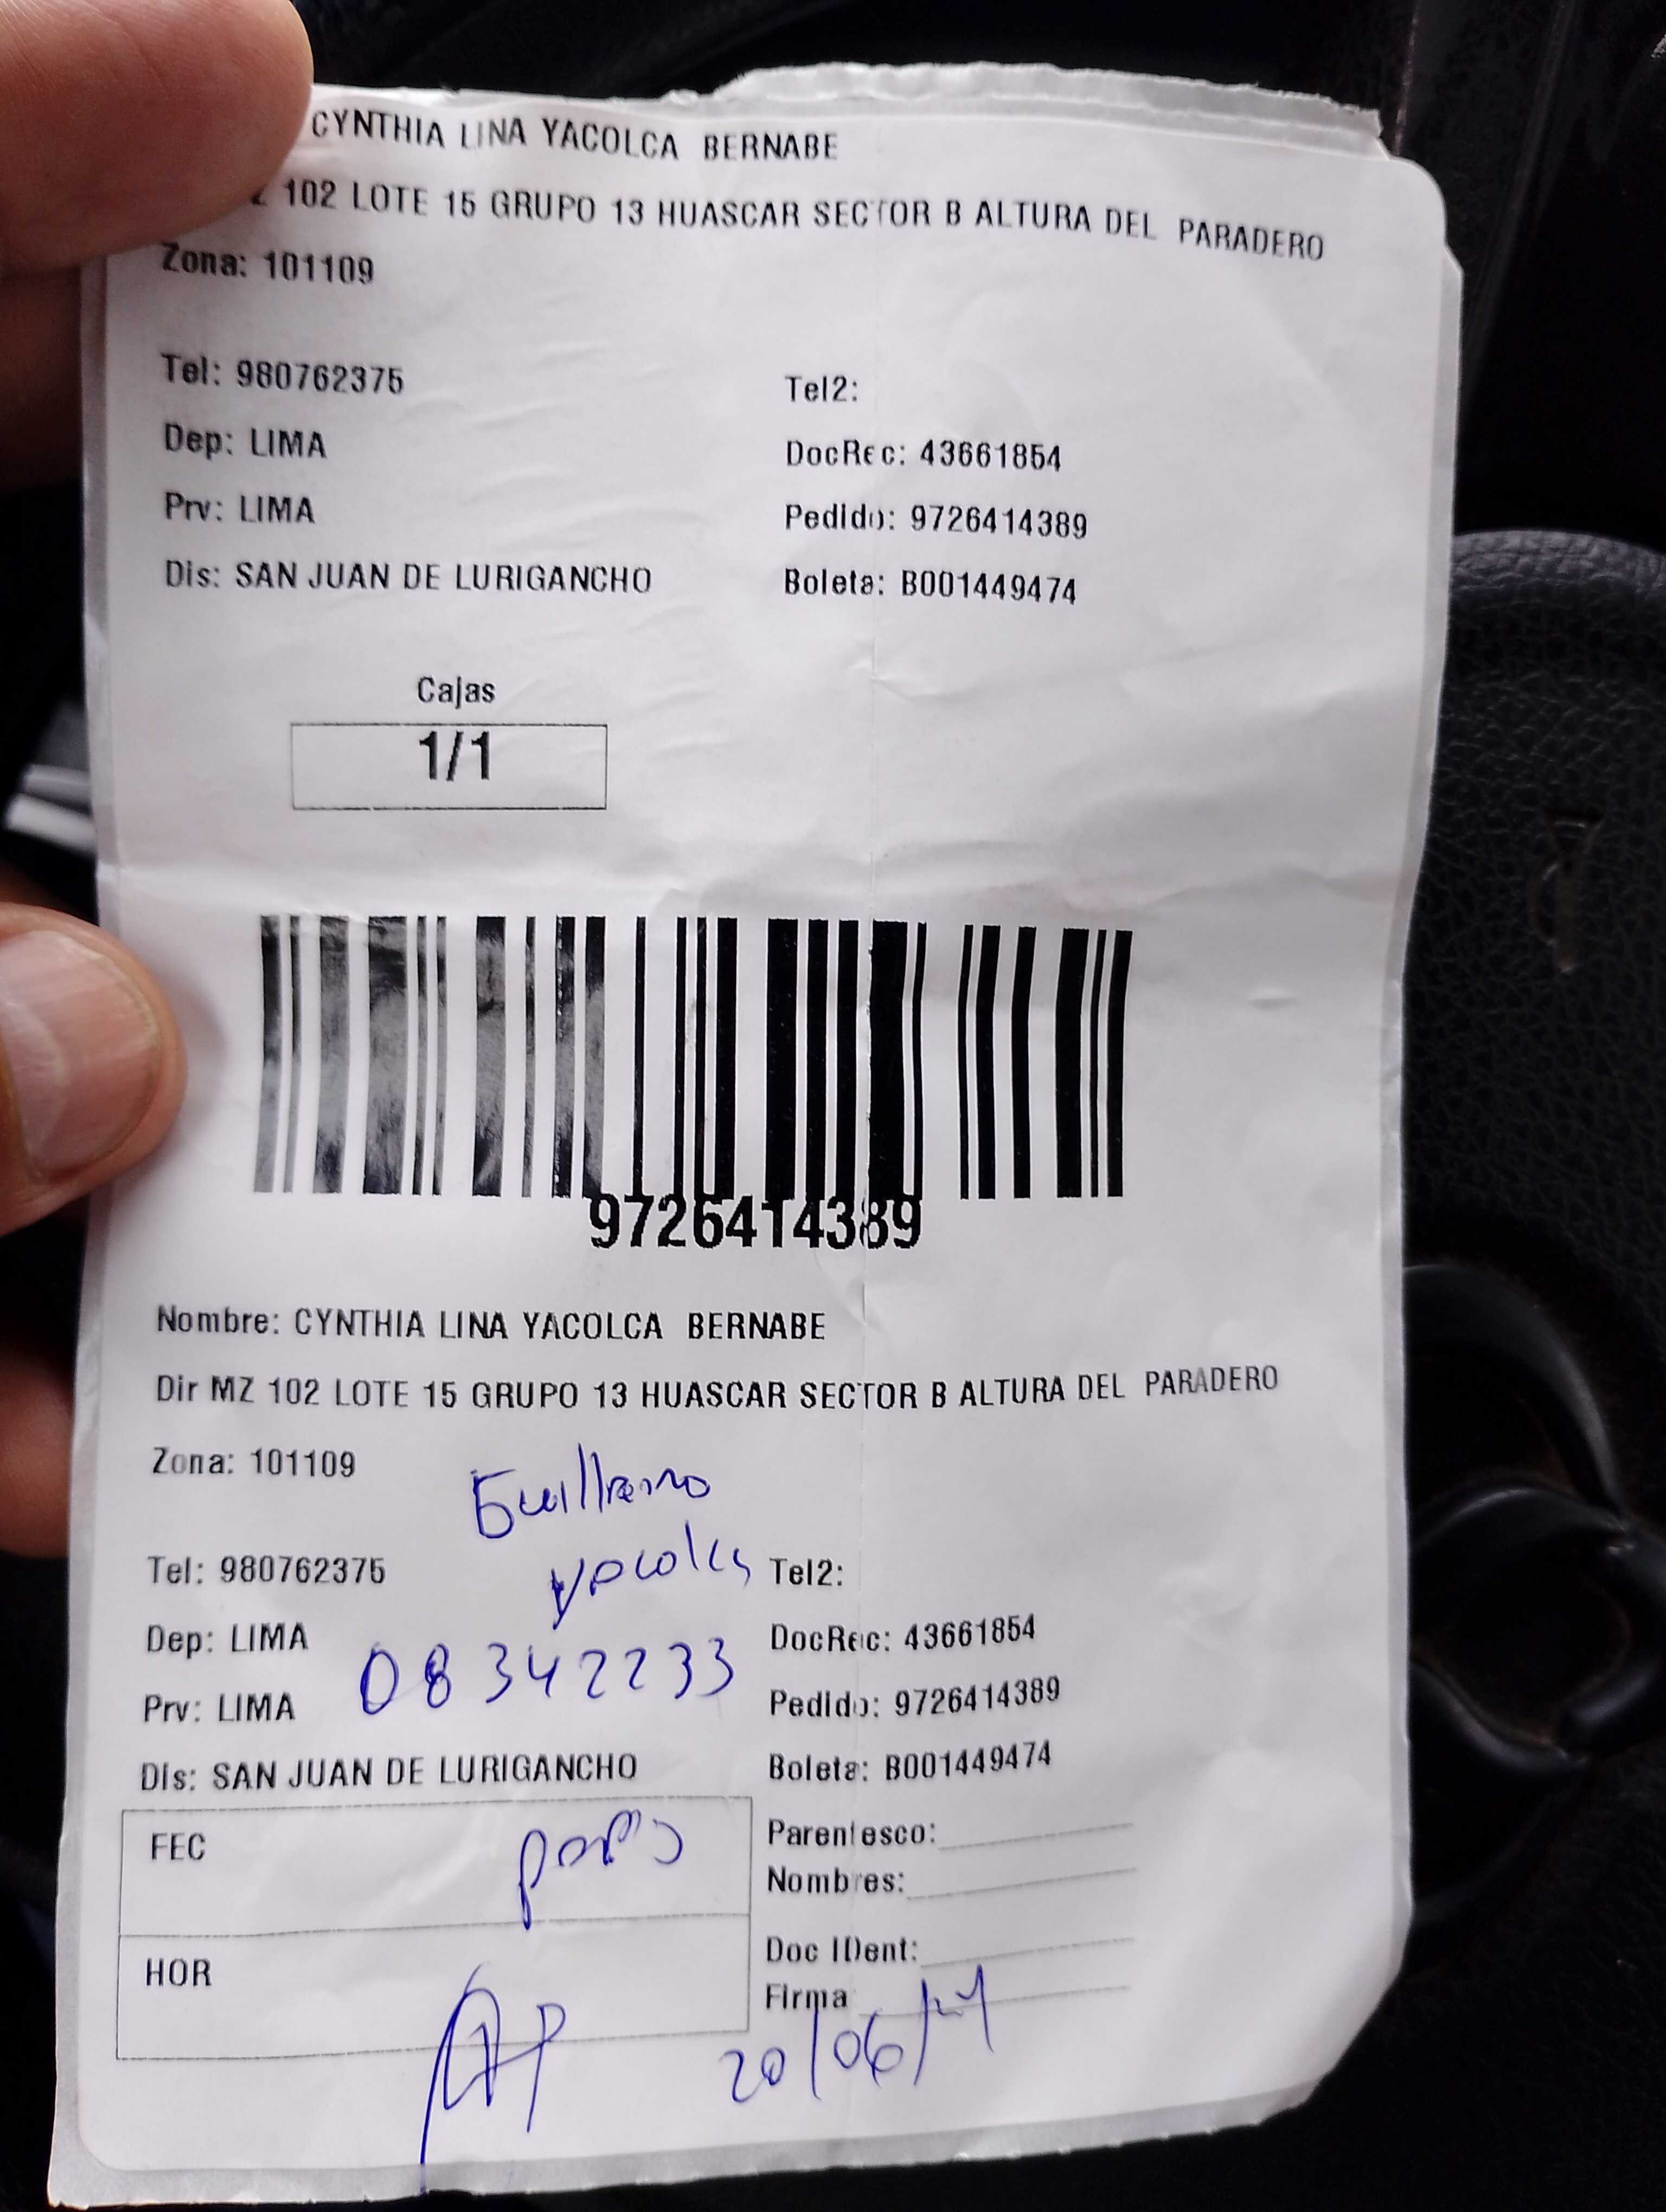 CYNTHIA LINA YACOLCA BERNABE
102 LOTE 15 GRUPO 13 HUASCAR SECTOR B ALTURA DEL PARADERO
Zona: 101109
Tel: 980762375 Tel2:
Dep: LIMA DocRec: 43661854
Prv: LIMA Pedido: 9726414389
Dis: SAN JUAN DE LURIGANCHO Boleta: B001449474
Cajas
1/1
9726414389
Nombre: CYNTHIA LINA YACOLCA BERNABE
Dir MZ 102 LOTE 15 GRUPO 13 HUASCAR SECTOR B ALTURA DEL PARADERO
Zona: 101109
Guillermo
Yacolca
Tel: 980762375 Tel2:
Dep: LIMA DocRec: 43661854
08342233
Prv: LIMA Pedido: 9726414389
Dis: SAN JUAN DE LURIGANCHO Boleta: B001449474
FEC
Parentesco:
Nombres:
HOR
Doc IDent:
Firma
20/06/24